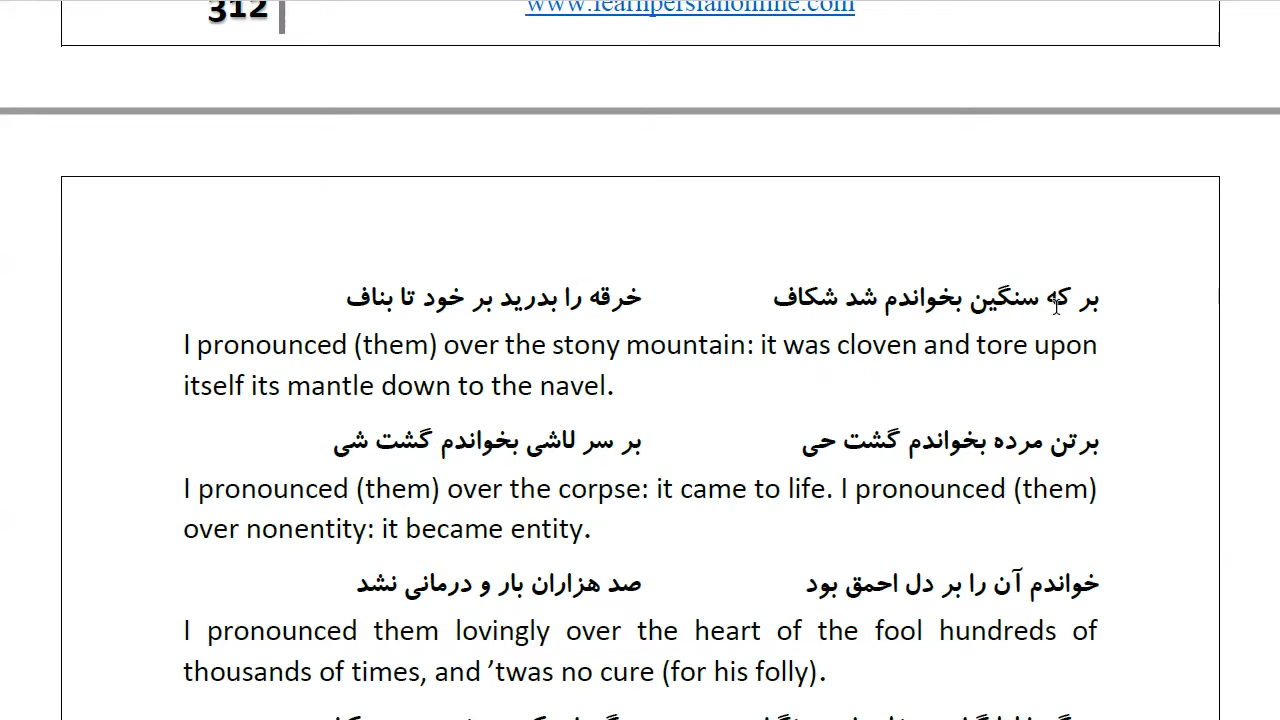 312 www.learnpersianonline.com
بر که سنگین بخواندم شد شکاف خرقه را بدرید بر خود تا بناف
I pronounced (them) over the stony mountain: it was cloven and tore upon
itself its mantle down to the navel.
برتن مرده بخواندم گشت حی بر سر لاشی بخواندم گشت شی
I pronounced (them) over the corpse: it came to life. I pronounced (them)
over nonentity: it became entity.
خواندم آن را بر دل احمق بود صد هزاران بار و درمانی نشد
I pronounced them lovingly over the heart of the fool hundreds of
thousands of times, and ’twas no cure (for his folly).